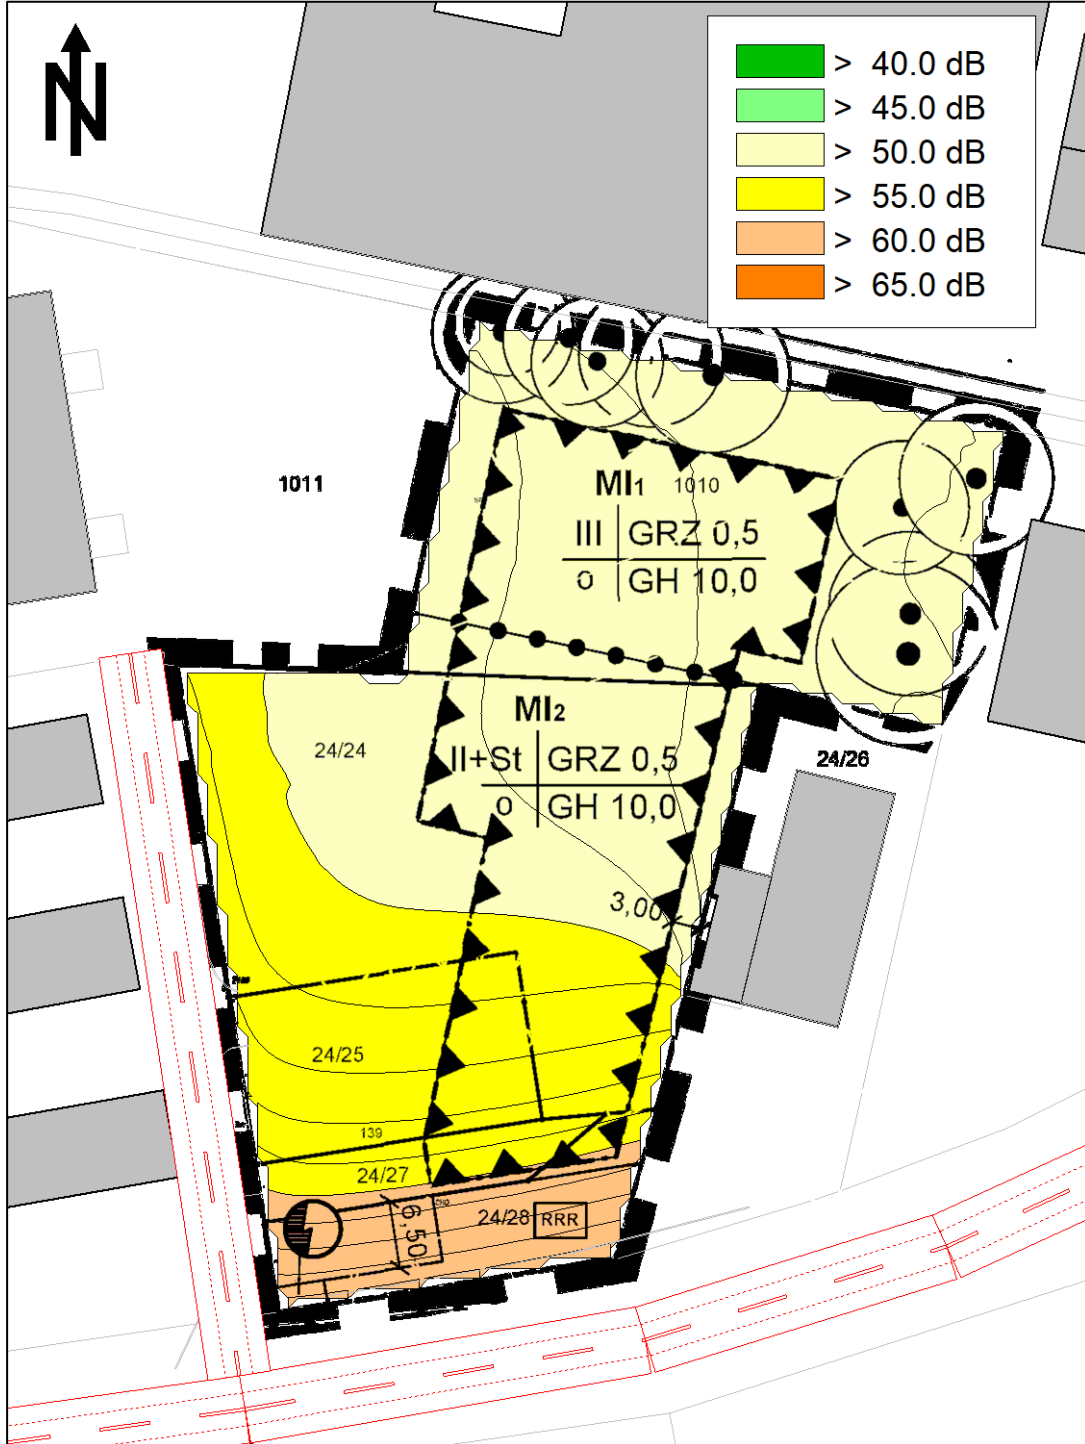 N
> 40.0 dB
> 45.0 dB
> 50.0 dB
> 55.0 dB
> 60.0 dB
> 65.0 dB
1011
MI1 1010
III GRZ 0,5
o GH 10,0
MI2
24/24
II+St GRZ 0,5
o GH 10,0
24/26
3,00
24/25
139
24/27
6,50
24/28 RRR